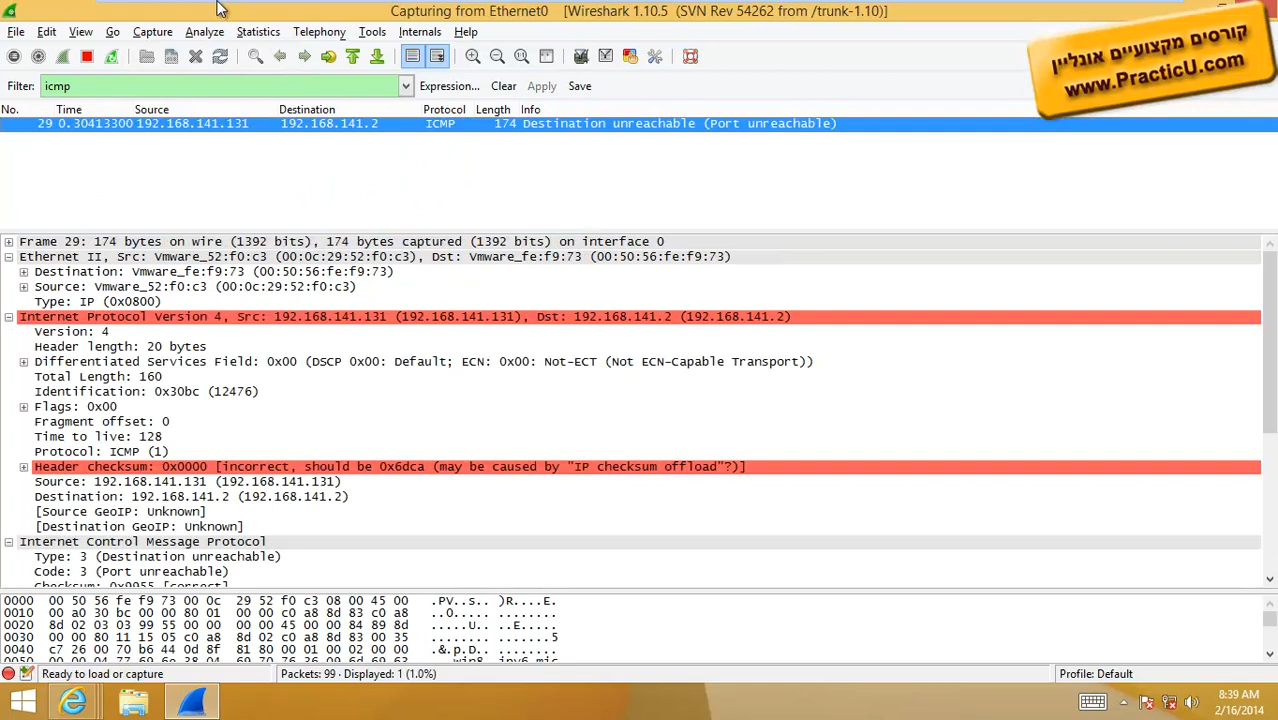 Capturing from Ethernet0 [Wireshark 1.10.5 (SVN Rev 54262 from /trunk-1.10)]
קורסים מקצועיים אונליין
www.PracticU.com
File Edit View Go Capture Analyze Statistics Telephony Tools Internals Help
Filter: icmp Expression... Clear Apply Save
No. Time Source Destination Protocol Length Info
29 0.30413300 192.168.141.131 192.168.141.2 ICMP 174 Destination unreachable (Port unreachable)
Frame 29: 174 bytes on wire (1392 bits), 174 bytes captured (1392 bits) on interface 0
Ethernet II, Src: Vmware_52:f0:c3 (00:0c:29:52:f0:c3), Dst: Vmware_fe:f9:73 (00:50:56:fe:f9:73)
Destination: Vmware_fe:f9:73 (00:50:56:fe:f9:73)
Source: Vmware_52:f0:c3 (00:0c:29:52:f0:c3)
Type: IP (0x0800)
Internet Protocol Version 4, Src: 192.168.141.131 (192.168.141.131), Dst: 192.168.141.2 (192.168.141.2)
Version: 4
Header length: 20 bytes
Differentiated Services Field: 0x00 (DSCP 0x00: Default; ECN: 0x00: Not-ECT (Not ECN-Capable Transport))
Total Length: 160
Identification: 0x30bc (12476)
Flags: 0x00
Fragment offset: 0
Time to live: 128
Protocol: ICMP (1)
Header checksum: 0x0000 [incorrect, should be 0x6dca (may be caused by "IP checksum offload"?)]
Source: 192.168.141.131 (192.168.141.131)
Destination: 192.168.141.2 (192.168.141.2)
[Source GeoIP: Unknown]
[Destination GeoIP: Unknown]
Internet Control Message Protocol
Type: 3 (Destination unreachable)
Code: 3 (Port unreachable)
Checksum: 0x9955 [correct]
0000 00 50 56 fe f9 73 00 0c 29 52 f0 c3 08 00 45 00 .PV..s.. )R....E.
0010 00 a0 30 bc 00 00 80 01 00 00 c0 a8 8d 83 c0 a8 ..0..... ........
0020 8d 02 03 03 99 55 00 00 00 00 45 00 00 84 89 8d .....U.. ..E.....
0030 00 00 80 11 15 05 c0 a8 8d 02 c0 a8 8d 83 00 35 ........ .......5
0040 c7 26 00 70 b6 44 0d 8f 81 80 00 01 00 02 00 00 .&.p.D.. ........
Ready to load or capture Packets: 99 · Displayed: 1 (1.0%) Profile: Default
8:39 AM
2/16/2014